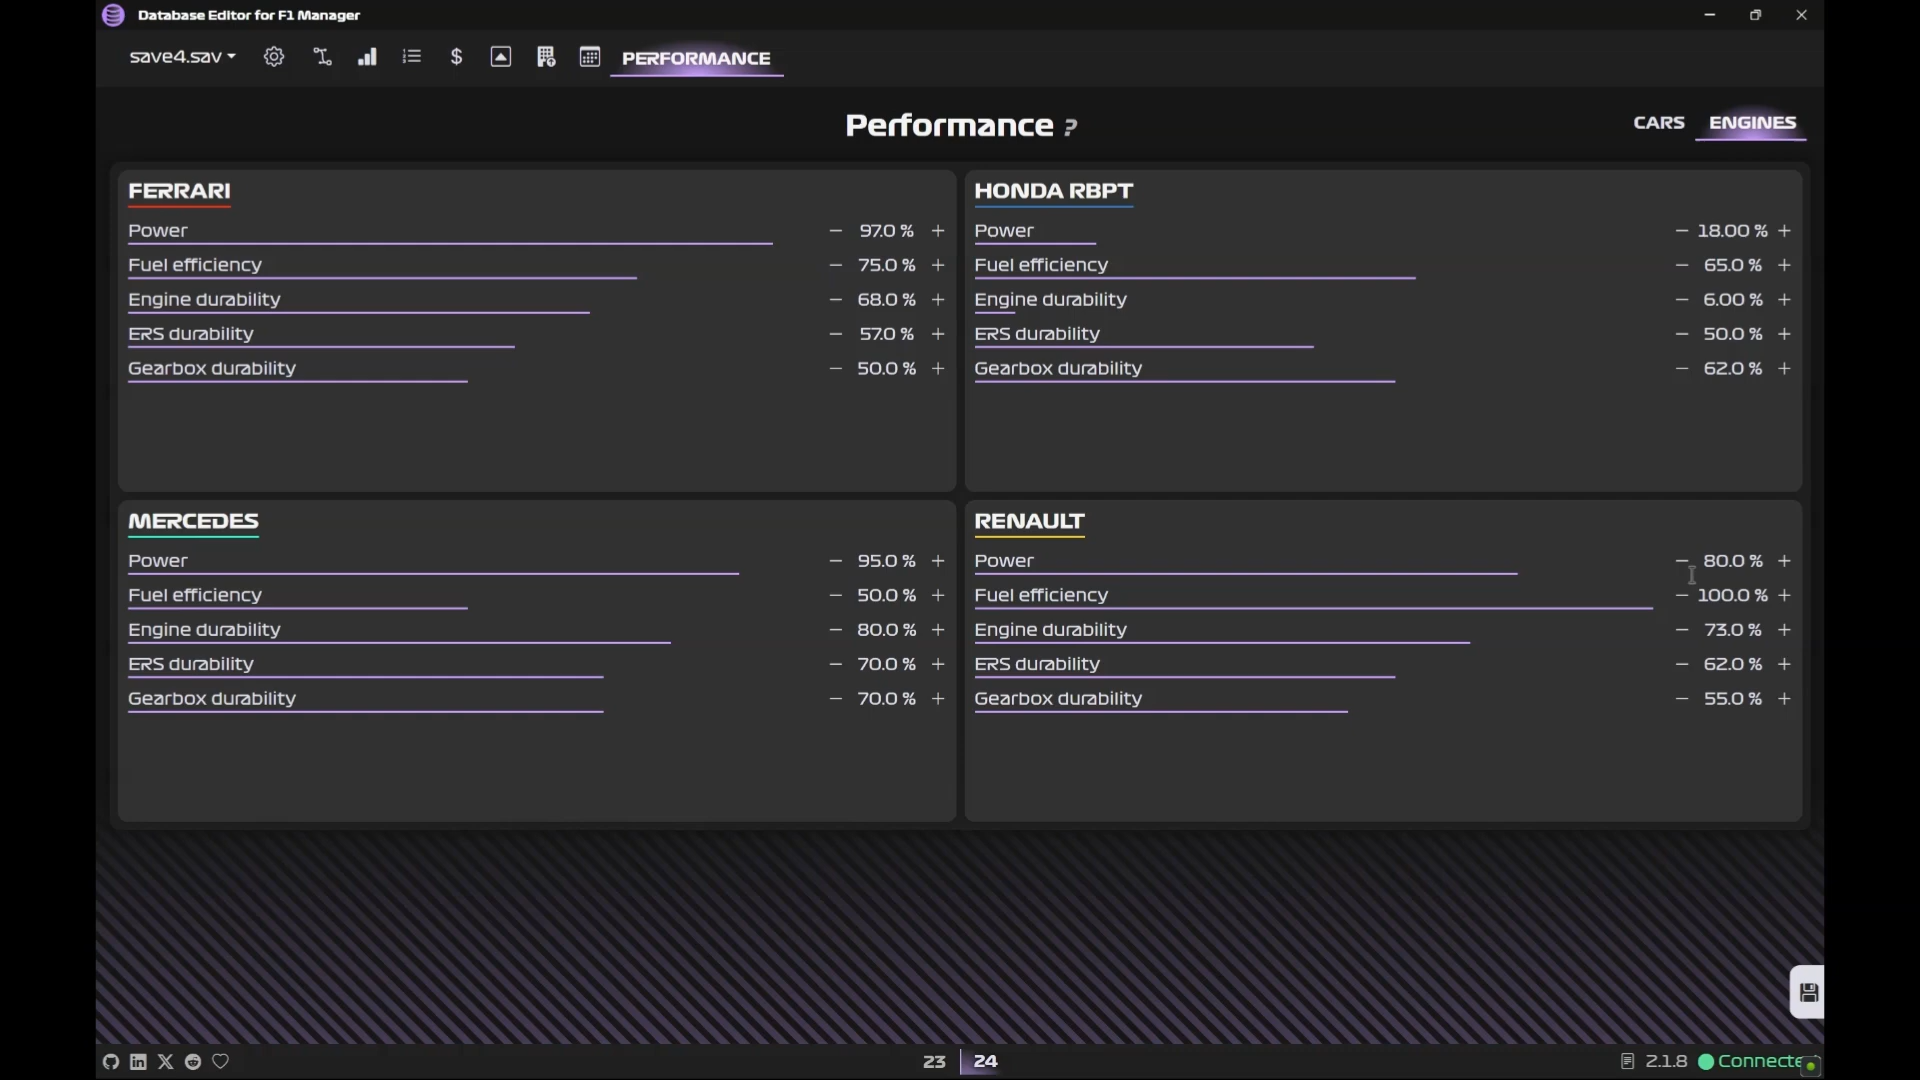 Database Editor for F1 Manager
save4.sav
$
PERFORMANCE
Performance ?
CARS
ENGINES
FERRARI
Power
− 97.0 % +
Fuel efficiency
− 75.0 % +
Engine durability
− 68.0 % +
ERS durability
− 57.0 % +
Gearbox durability
− 50.0 % +
HONDA RBPT
Power
− 18.00 % +
Fuel efficiency
− 65.0 % +
Engine durability
− 6.00 % +
ERS durability
− 50.0 % +
Gearbox durability
− 62.0 % +
MERCEDES
Power
− 95.0 % +
Fuel efficiency
− 50.0 % +
Engine durability
− 80.0 % +
ERS durability
− 70.0 % +
Gearbox durability
− 70.0 % +
RENAULT
Power
− 80.0 % +
Fuel efficiency
− 100.0 % +
Engine durability
− 73.0 % +
ERS durability
− 62.0 % +
Gearbox durability
− 55.0 % +
23
24
2.1.8
Connecte